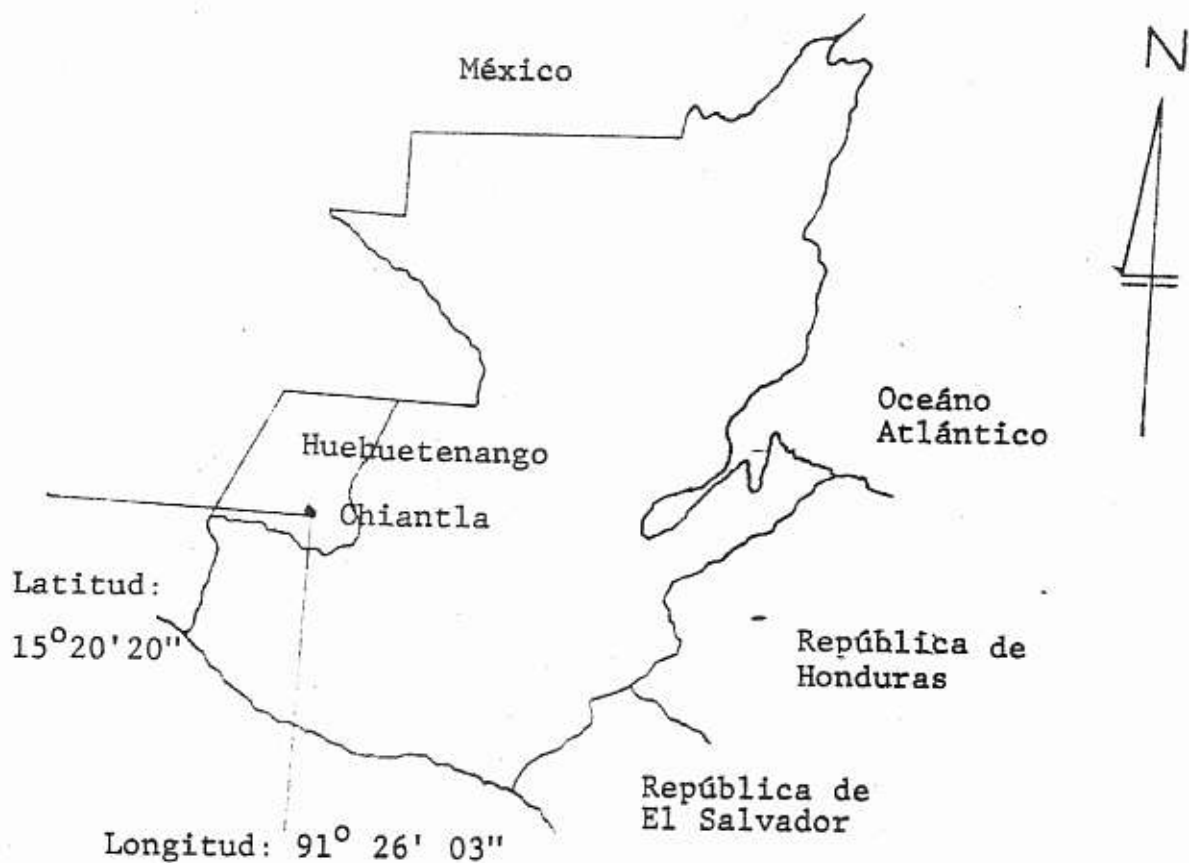 N
México
Oceáno
Atlántico
Huehuetenango
Chiantla
Latitud:
15°20'20"
República de
Honduras
República de
El Salvador
Longitud: 91° 26' 03"